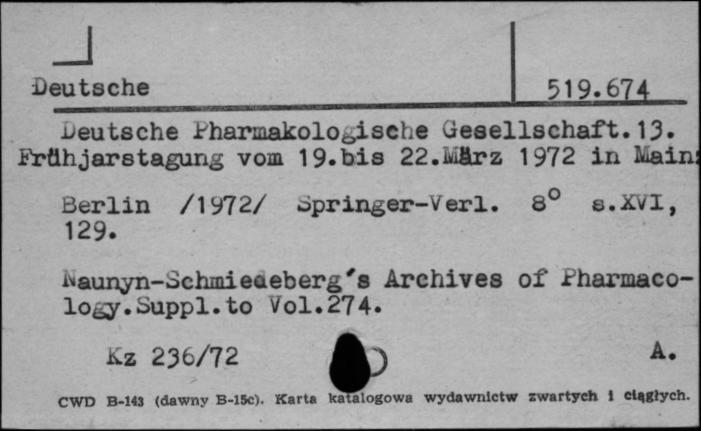 Deutsche 519.674
Deutsche Pharmakologische Gesellschaft.13.
Frühjarstagung vom 19.bis 22.März 1972 in Mainz
Berlin /1972/ Springer-Verl. 8° s.XVI,
129.
Naunyn-Schmiedeberg's Archives of Pharmaco-
logy.Suppl.to Vol.274.
Kz 236/72 A.
CWD B-143 (dawny B-15c). Karta katalogowa wydawnictw zwartych i ciągłych.